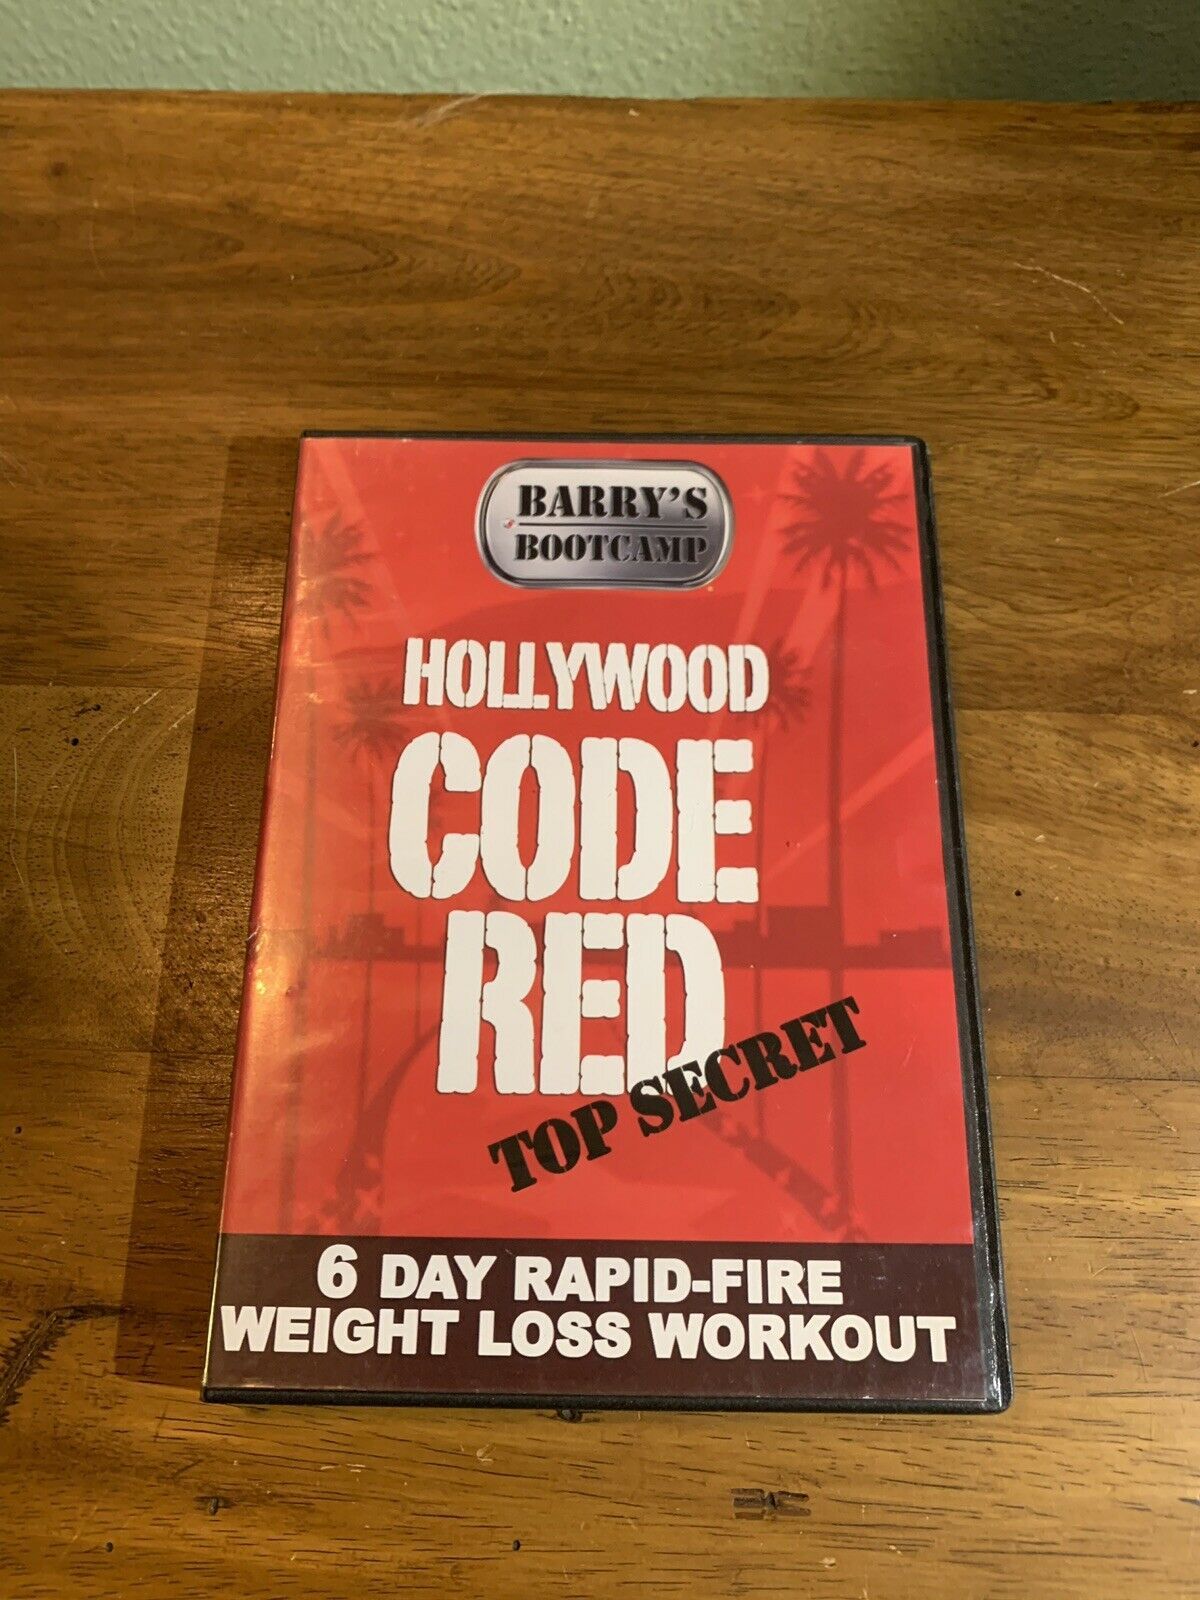 BARRY'S
BOOTCAMP
HOLLYWOOD
CODE
RED
TOP SECRET
6 DAY RAPID-FIRE
WEIGHT LOSS WORKOUT